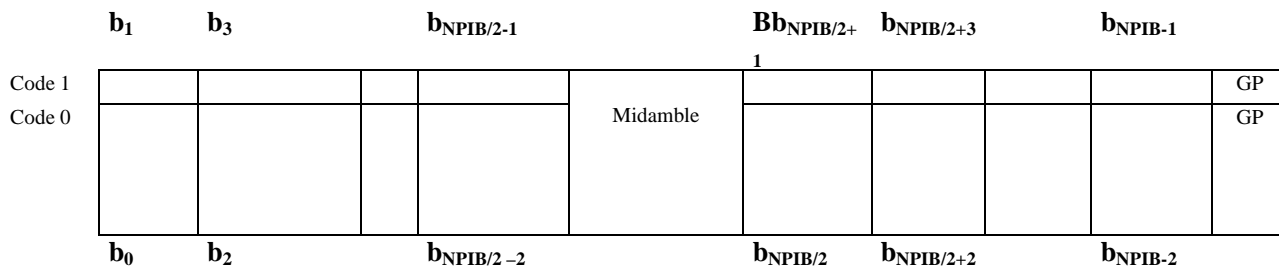 b1 b3 bNPIB/2-1 BbNPIB/2+1 bNPIB/2+3 bNPIB-1
Code 1 GP
Code 0 Midamble GP
b0 b2 bNPIB/2 –2 bNPIB/2 bNPIB/2+2 bNPIB-2